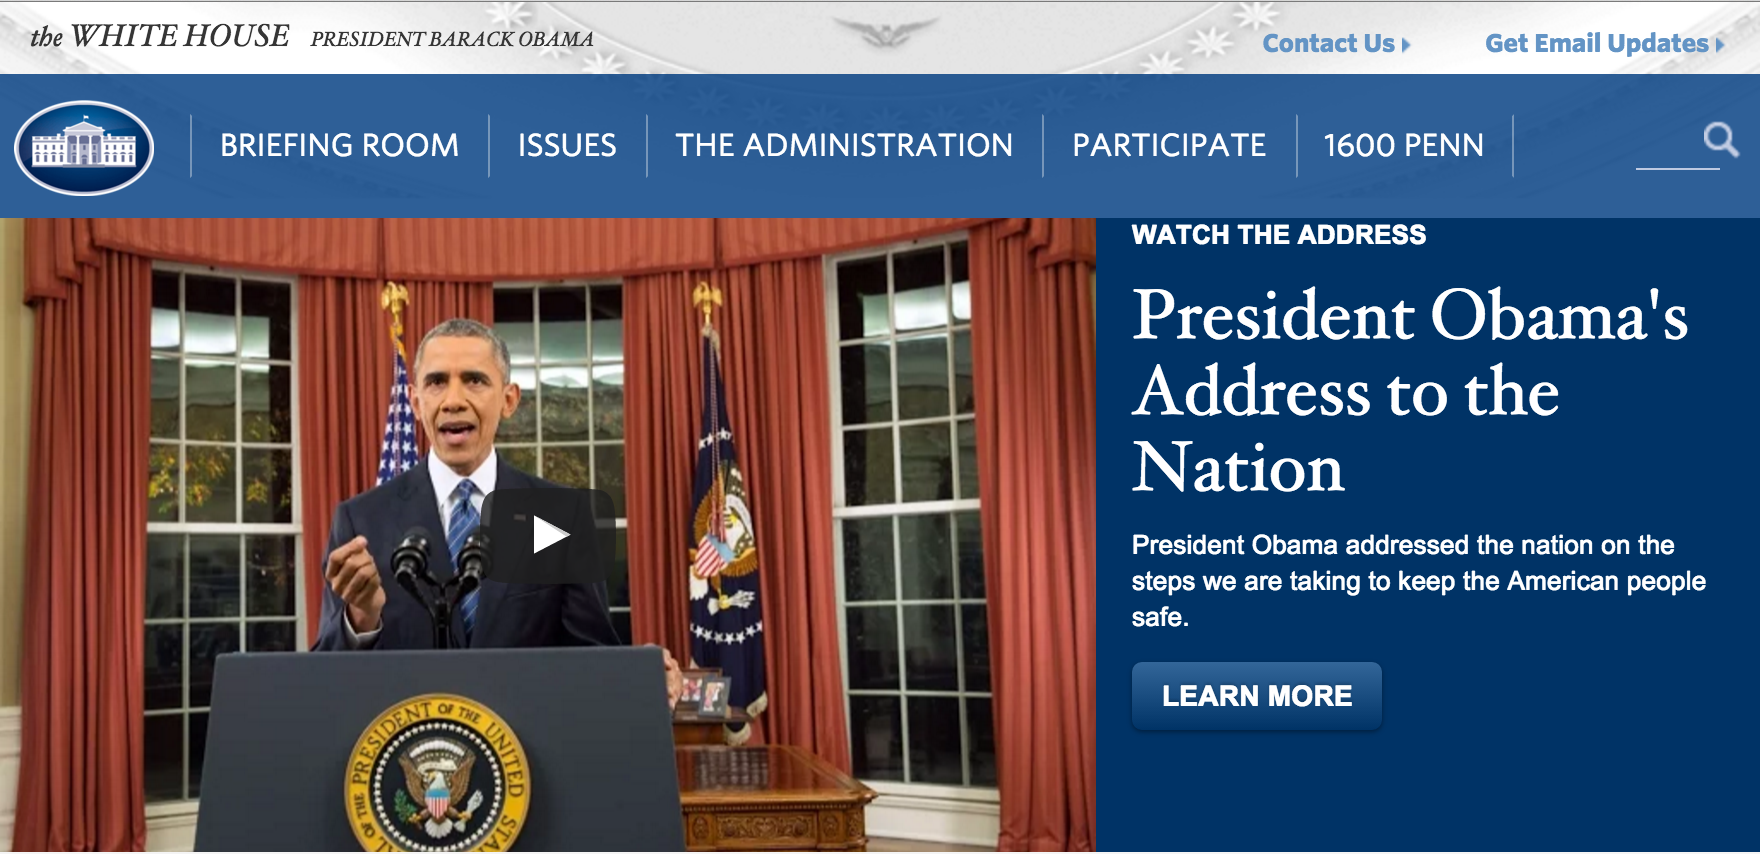 the WHITE HOUSE PRESIDENT BARACK OBAMA
Contact Us
Get Email Updates
BRIEFING ROOM
ISSUES
THE ADMINISTRATION
PARTICIPATE
1600 PENN
WATCH THE ADDRESS
President Obama's
Address to the
Nation
President Obama addressed the nation on the
steps we are taking to keep the American people
safe.
LEARN MORE
OF THE PRESIDENT OF THE UNITED